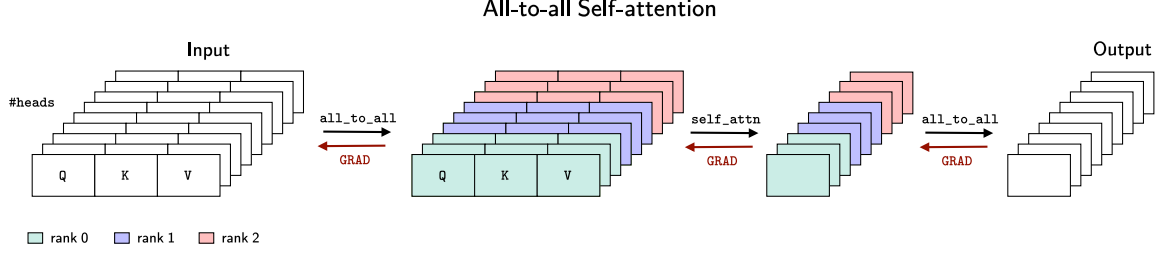 All-to-all Self-attention
Input
Output
#heads
all_to_all
GRAD
self_attn
GRAD
all_to_all
GRAD
Q K V
Q K V
rank 0 rank 1 rank 2